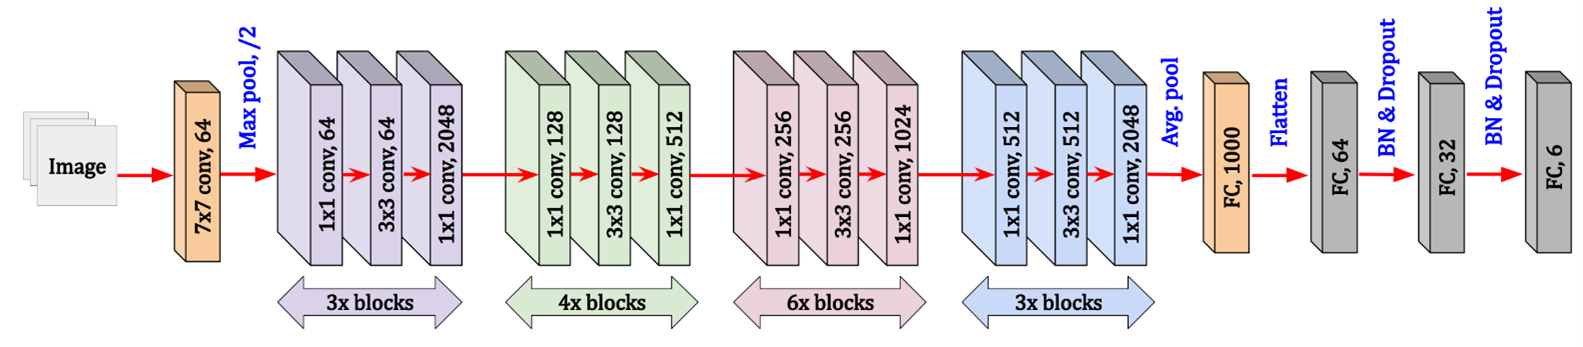 Image
7x7 conv, 64
Max pool, /2
1x1 conv, 64
3x3 conv, 64
1x1 conv, 2048
3x blocks
1x1 conv, 128
3x3 conv, 128
1x1 conv, 512
4x blocks
1x1 conv, 256
3x3 conv, 256
1x1 conv, 1024
6x blocks
1x1 conv, 512
3x3 conv, 512
1x1 conv, 2048
3x blocks
Avg. pool
FC, 1000
Flatten
FC, 64
BN & Dropout
FC, 32
BN & Dropout
FC, 6